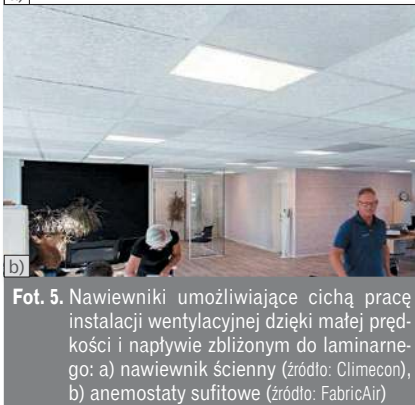 b)
Fot. 5. Nawiewniki umożliwiające cichą pracę
instalacji wentylacyjnej dzięki małej pręd-
kości i napływie zbliżonym do laminarne-
go: a) nawiewnik ścienny (źródło: Climecon),
b) anemostaty sufitowe (źródło: FabricAir)